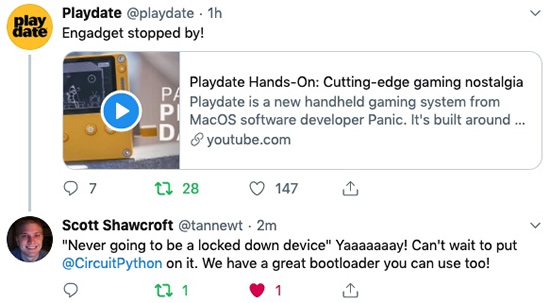 play
date
Playdate @playdate · 1h
Engadget stopped by!
Playdate Hands-On: Cutting-edge gaming nostalgia
Playdate is a new handheld gaming system from
MacOS software developer Panic. It's built around ...
youtube.com
7 28 147
Scott Shawcroft @tannewt · 2m
"Never going to be a locked down device" Yaaaaaaay! Can't wait to put
@CircuitPython on it. We have a great bootloader you can use too!
1 1